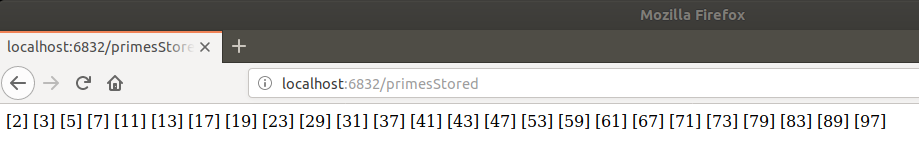 Mozilla Firefox
localhost:6832/primesStore
localhost:6832/primesStored
[2] [3] [5] [7] [11] [13] [17] [19] [23] [29] [31] [37] [41] [43] [47] [53] [59] [61] [67] [71] [73] [79] [83] [89] [97]